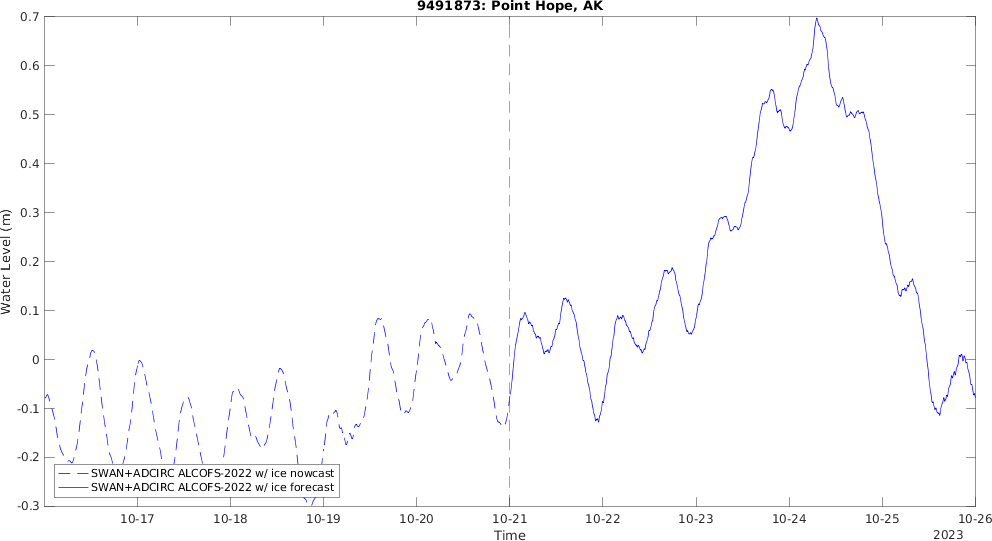 9491873: Point Hope, AK
0.7
0.6
0.5
0.4
0.3
0.2
0.1
0
-0.1
-0.2
-0.3
Water Level (m)
SWAN+ADCIRC ALCOFS-2022 w/ ice nowcast
SWAN+ADCIRC ALCOFS-2022 w/ ice forecast
10-17 10-18 10-19 10-20 10-21 10-22 10-23 10-24 10-25 10-26
Time
2023